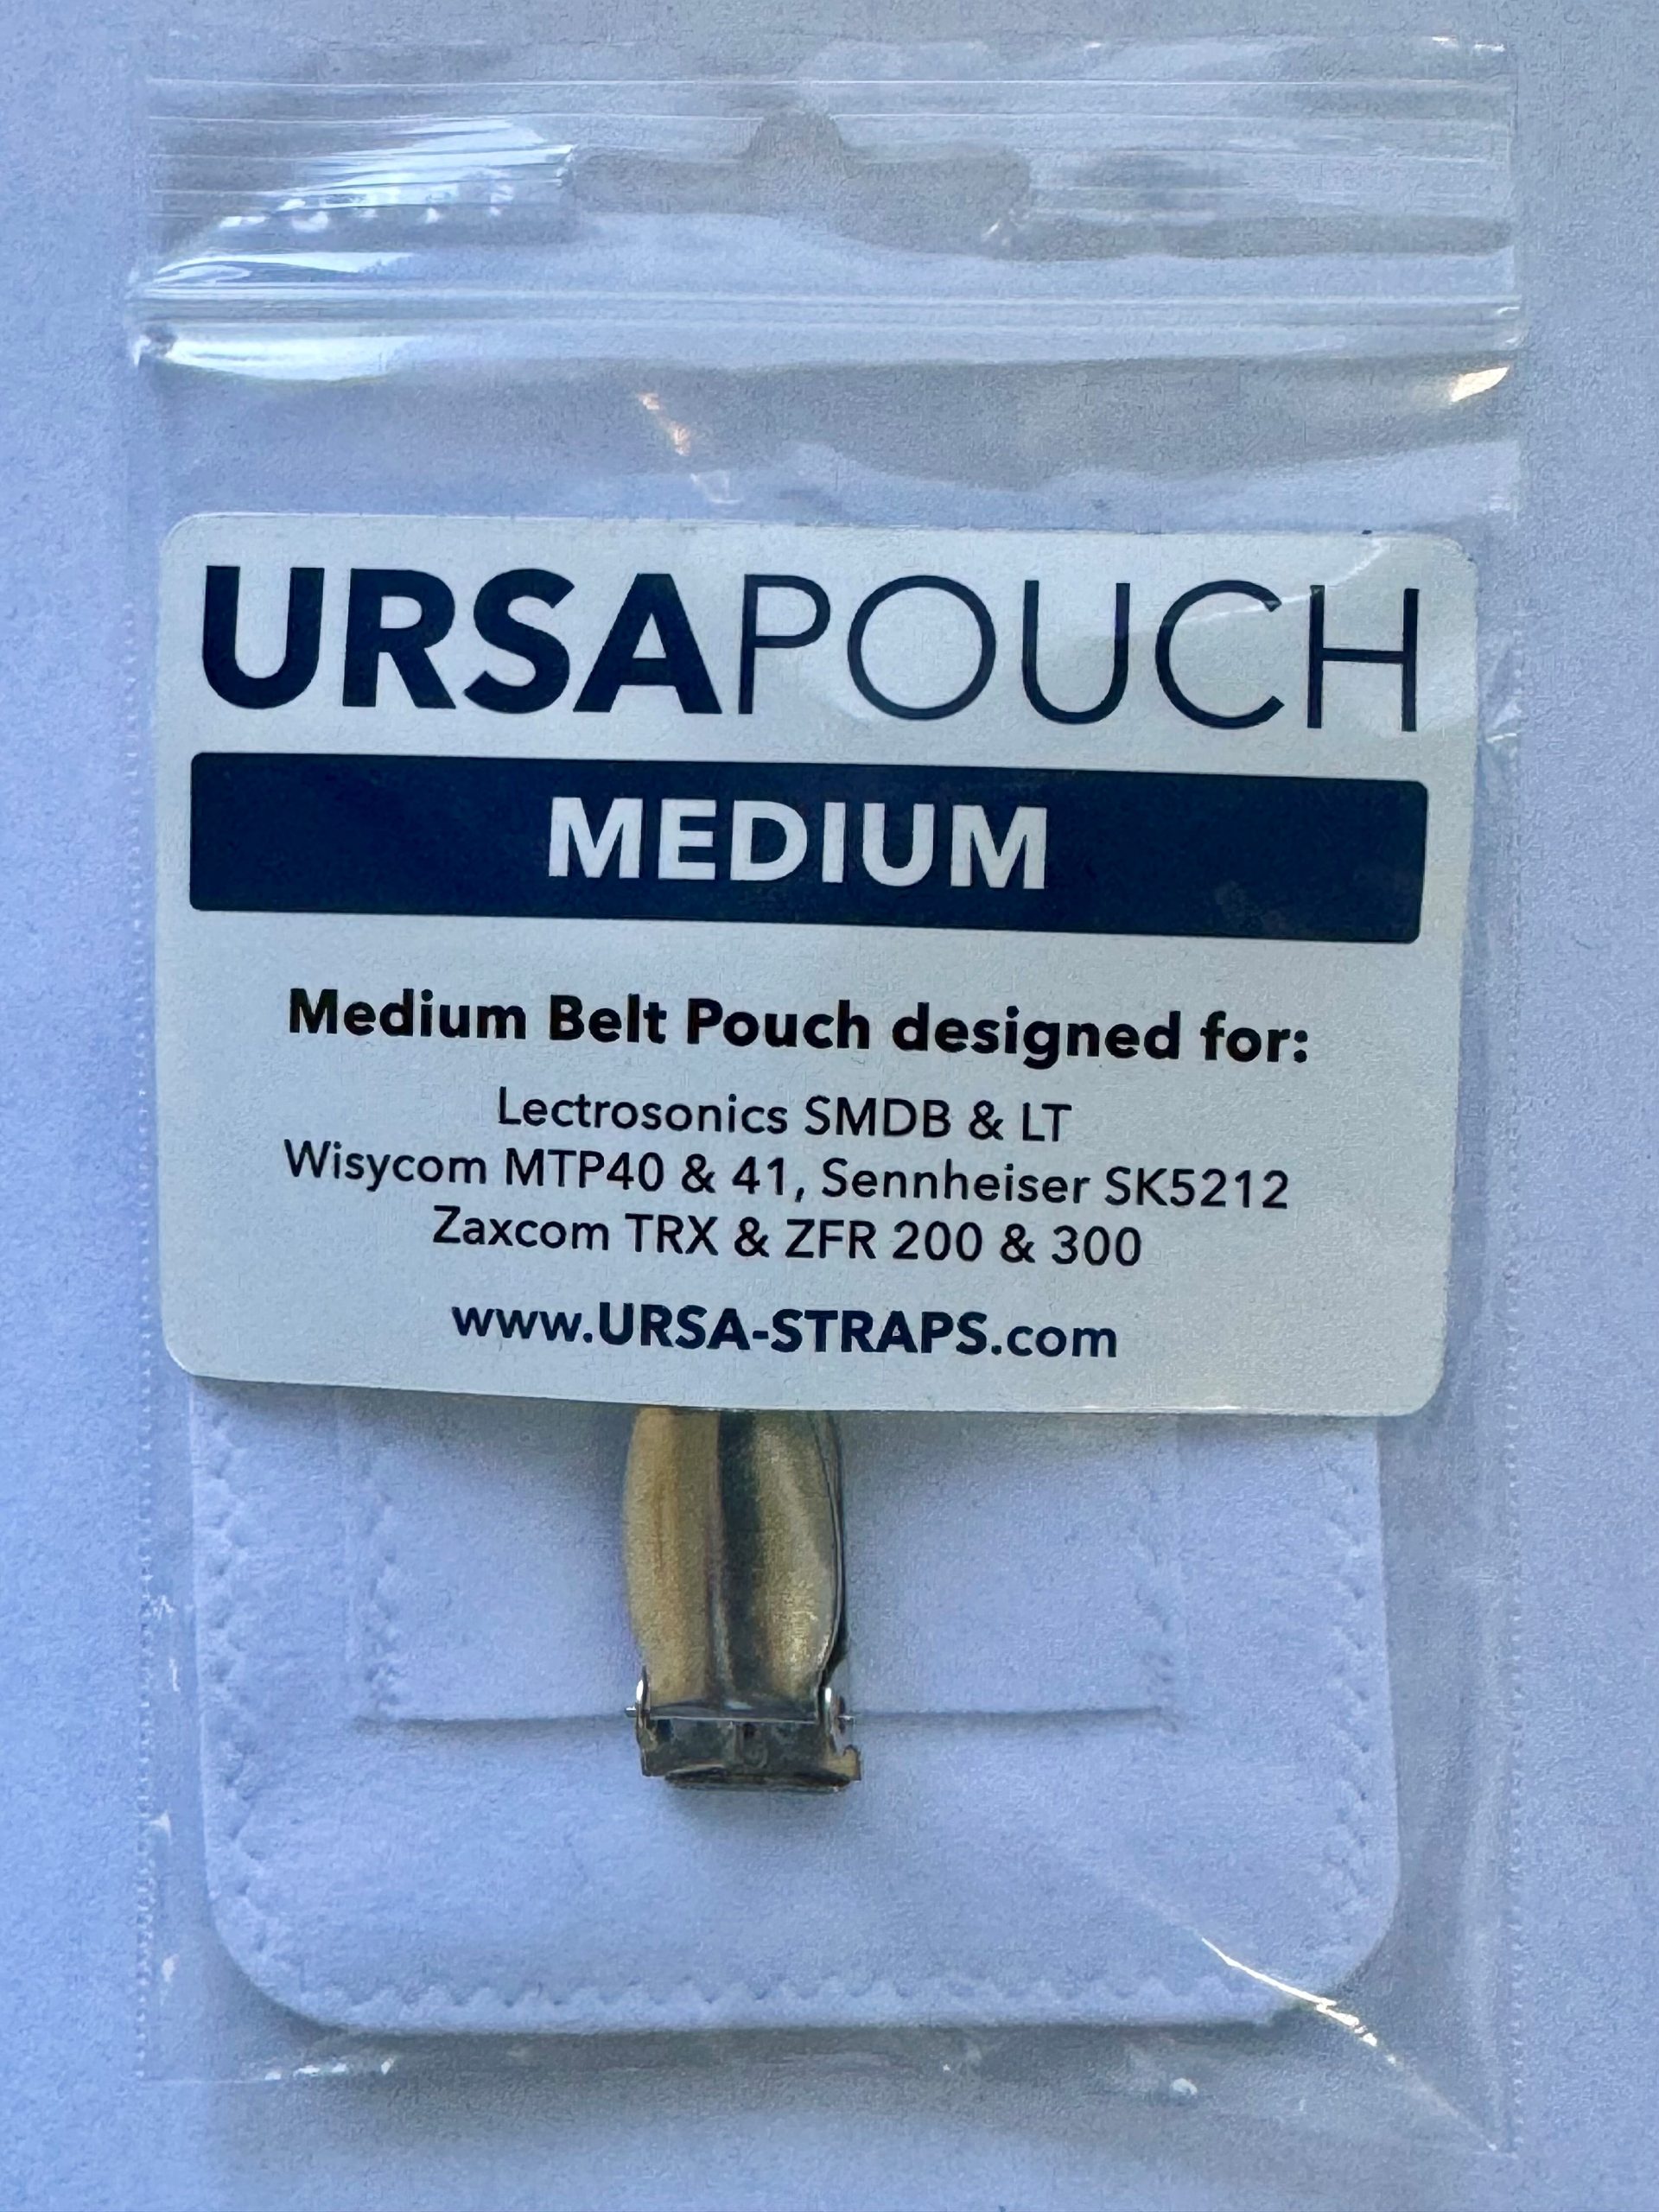 URSAPOUCH
MEDIUM
Medium Belt Pouch designed for:
Lectrosonics SMDB & LT
Wisycom MTP40 & 41, Sennheiser SK5212
Zaxcom TRX & ZFR 200 & 300
www.URSA-STRAPS.com